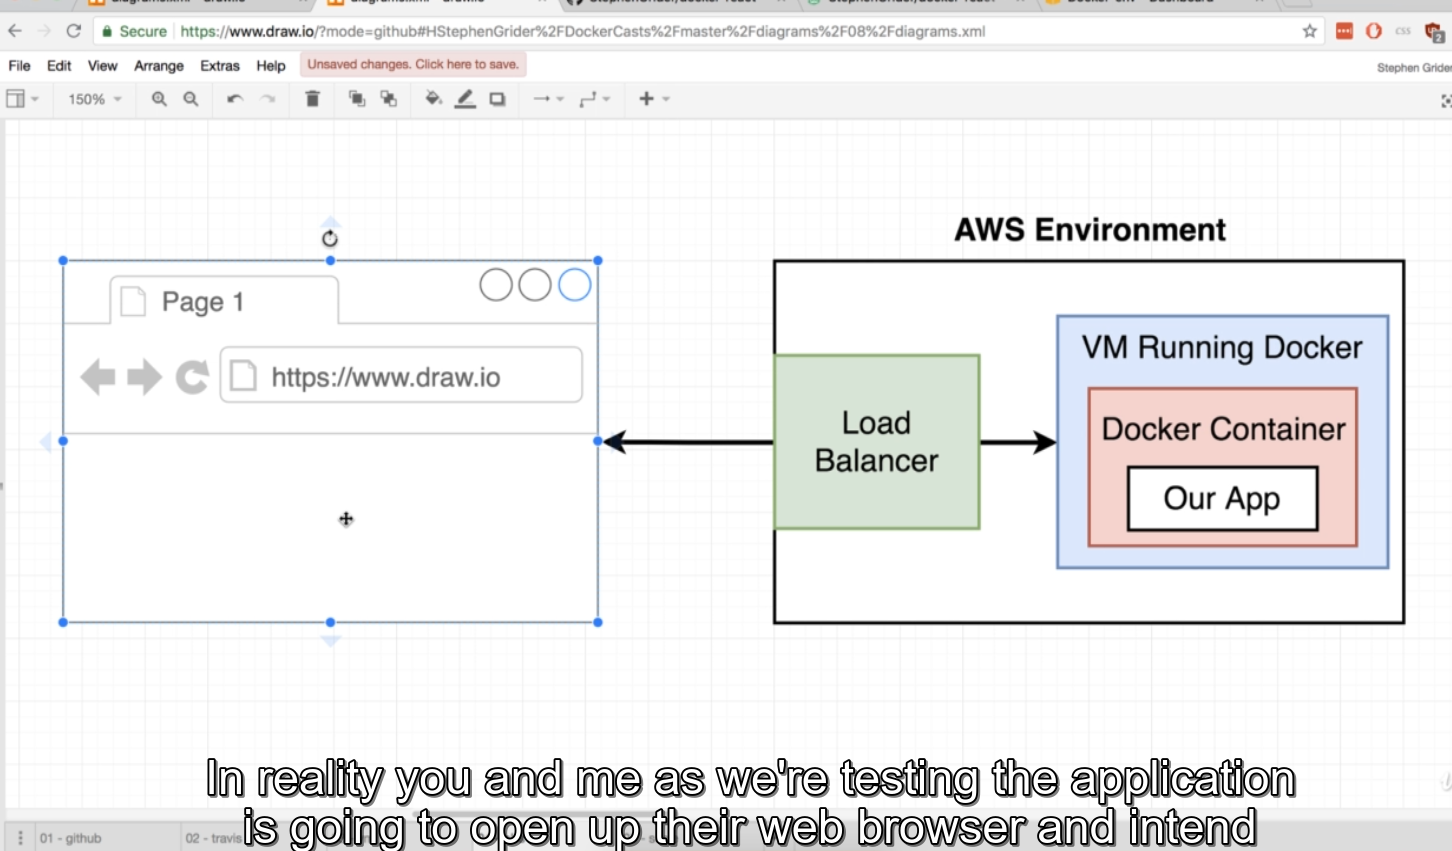 Secure
https://www.draw.io/?mode=github#HStephenGrider%2FDockerCasts%2Fmaster%2Fdiagrams%2F08%2Fdiagrams.xml
css
2
File Edit View Arrange Extras Help
Unsaved changes. Click here to save.
Stephen Grider
150%
AWS Environment
Page 1
https://www.draw.io
VM Running Docker
Load
Balancer
Docker Container
Our App
In reality you and me as we're testing the application
is going to open up their web browser and intend
01 - github
02 - travis